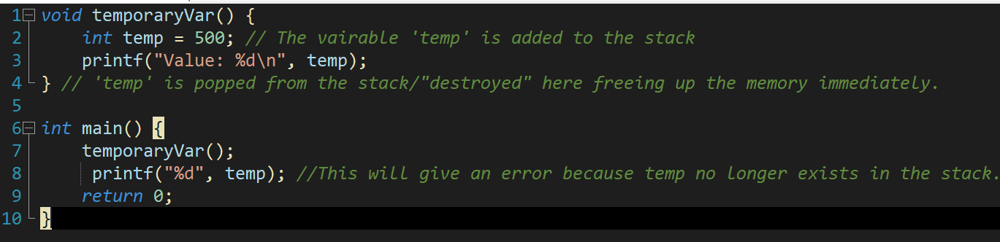 1 void temporaryVar() {
2 int temp = 500; // The vairable 'temp' is added to the stack
3 printf("Value: %d\n", temp);
4 } // 'temp' is popped from the stack/"destroyed" here freeing up the memory immediately.
5
6 int main() {
7 temporaryVar();
8 printf("%d", temp); //This will give an error because temp no longer exists in the stack.
9 return 0;
10 }